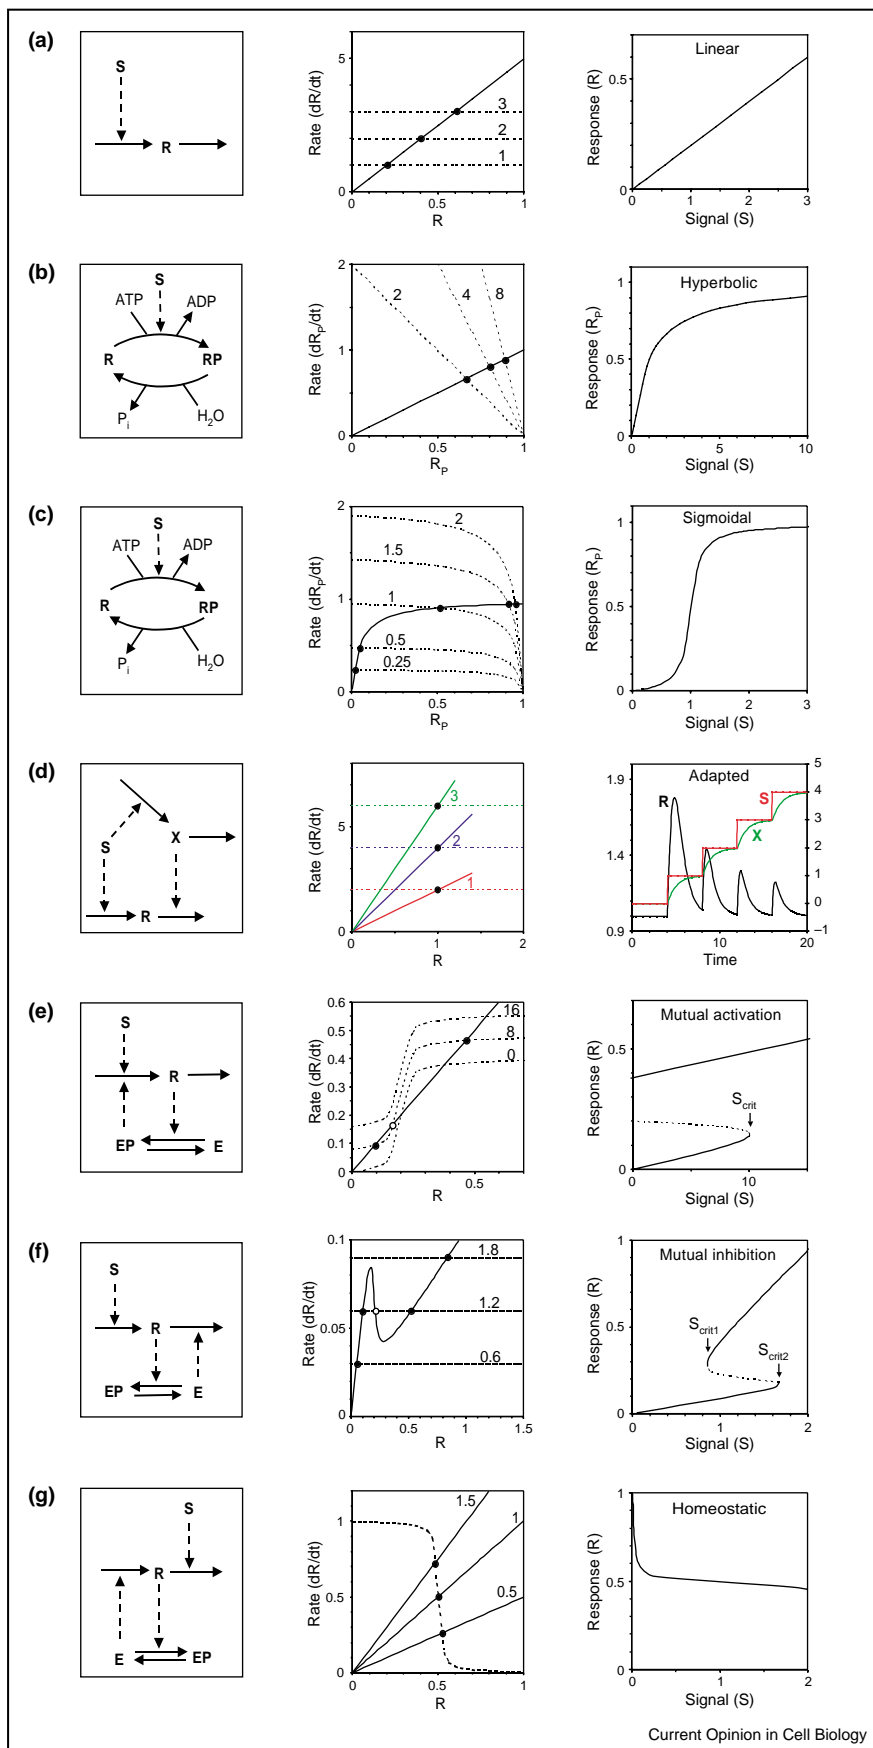 (a)
S
R
Rate (dR/dt)
5
0
3
2
1
0
0.5
1
R
Linear
Response (R)
0.5
0
0
1
2
3
Signal (S)
(b)
S
ATP
ADP
R
RP
Pi
H2O
Rate (dRP/dt)
2
1
0
2
4
8
0
0.5
1
RP
Hyperbolic
Response (RP)
1
0.5
0
0
5
10
Signal (S)
(c)
S
ATP
ADP
R
RP
Pi
H2O
Rate (dRP/dt)
2
1
0
2
1.5
1
0.5
0.25
0
0.5
1
RP
Sigmoidal
Response (RP)
1
0.5
0
0
1
2
3
Signal (S)
(d)
S
X
R
Rate (dR/dt)
5
0
3
2
1
0
1
2
R
Adapted
R
S
X
1.9
1.4
0.9
5
4
3
2
1
0
–1
0
10
20
Time
(e)
S
R
EP
E
Rate (dR/dt)
0.6
0.5
0.4
0.3
0.2
0.1
0
16
8
0
0
0.5
R
Mutual activation
Response (R)
0.5
0
Scrit
0
10
Signal (S)
(f)
S
R
EP
E
Rate (dR/dt)
0.1
0.05
0
1.8
1.2
0.6
0
0.5
1
1.5
R
Mutual inhibition
Response (R)
1
0.5
0
Scrit1
Scrit2
0
1
2
Signal (S)
(g)
S
R
E
EP
Rate (dR/dt)
1
0.5
0
1.5
1
0.5
0
0.5
1
R
Homeostatic
Response (R)
1
0.5
0
0
1
2
Signal (S)
Current Opinion in Cell Biology